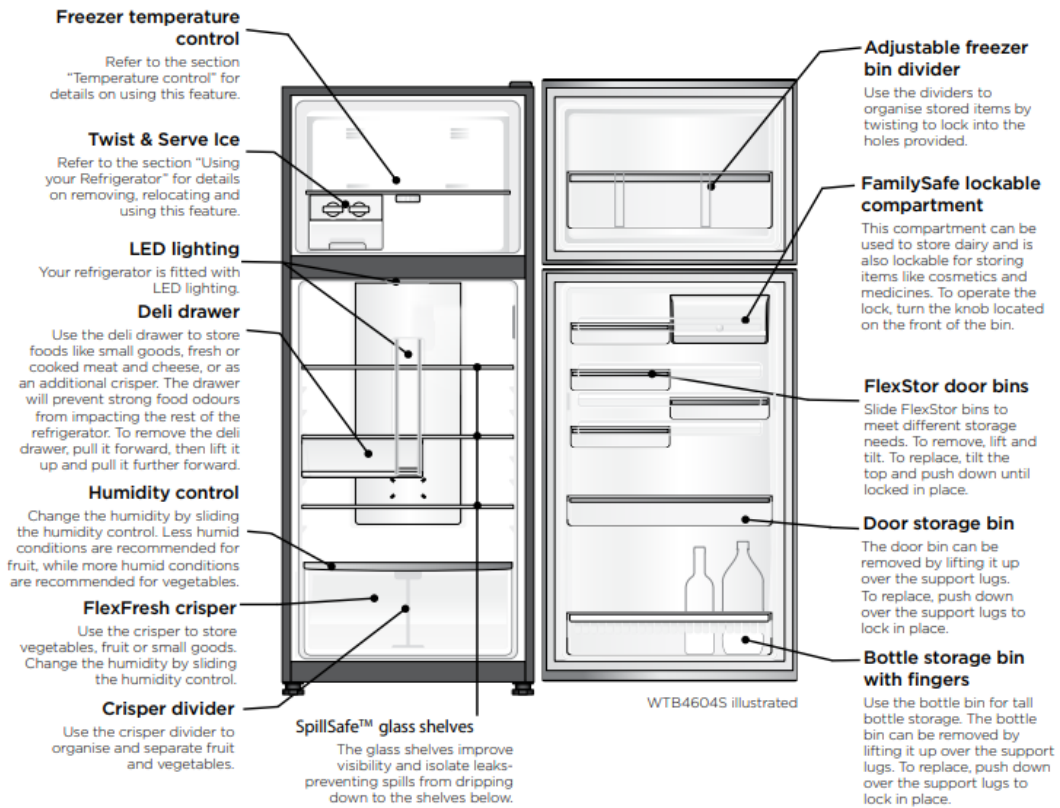 Freezer temperature
control
Refer to the section
“Temperature control” for
details on using this feature.
Twist & Serve Ice
Refer to the section “Using
your Refrigerator” for details
on removing, relocating and
using this feature.
LED lighting
Your refrigerator is fitted with
LED lighting.
Deli drawer
Use the deli drawer to store
foods like small goods, fresh or
cooked meat and cheese, or as
an additional crisper. The drawer
will prevent strong food odours
from impacting the rest of the
refrigerator. To remove the deli
drawer, pull it forward, then lift it
up and pull it further forward.
Humidity control
Change the humidity by sliding
the humidity control. Less humid
conditions are recommended for
fruit, while more humid conditions
are recommended for vegetables.
FlexFresh crisper
Use the crisper to store
vegetables, fruit or small goods.
Change the humidity by sliding
the humidity control.
Crisper divider
Use the crisper divider to
organise and separate fruit
and vegetables.
SpillSafe™ glass shelves
The glass shelves improve
visibility and isolate leaks-
preventing spills from dripping
down to the shelves below.
WTB4604S illustrated
Adjustable freezer
bin divider
Use the dividers to
organise stored items by
twisting to lock into the
holes provided.
FamilySafe lockable
compartment
This compartment can be
used to store dairy and is
also lockable for storing
items like cosmetics and
medicines. To operate the
lock, turn the knob located
on the front of the bin.
FlexStor door bins
Slide FlexStor bins to
meet different storage
needs. To remove, lift and
tilt. To replace, tilt the
top and push down until
locked in place.
Door storage bin
The door bin can be
removed by lifting it up
over the support lugs.
To replace, push down
over the support lugs to
lock in place.
Bottle storage bin
with fingers
Use the bottle bin for tall
bottle storage. The bottle
bin can be removed by
lifting it up over the support
lugs. To replace, push down
over the support lugs to
lock in place.